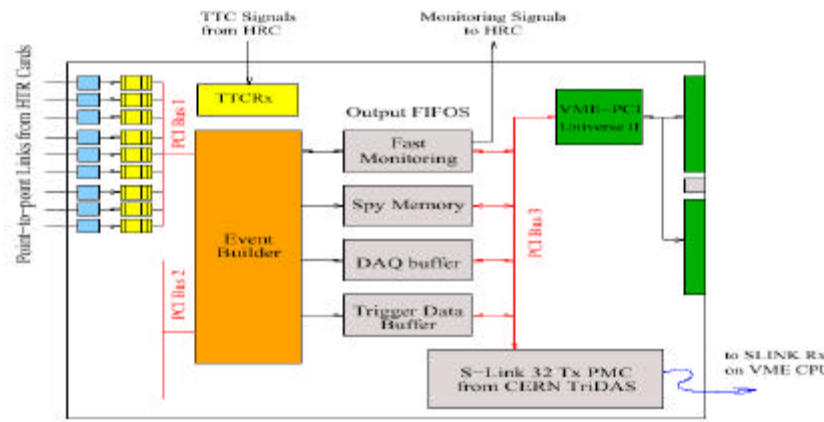 TTC Signals
from HRC
Monitoring Signals
to HRC
Point-to-point Links from HTR Cards
PCI Bus 1
TTCRx
Output FIFOS
VME-PCI
Universe II
Fast
Monitoring
Spy Memory
Event
Builder
DAQ buffer
PCI Bus 3
PCI Bus 2
Trigger Data
Buffer
S-Link 32 Tx PMC
from CERN TriDAS
to SLINK Rx
on VME CPU